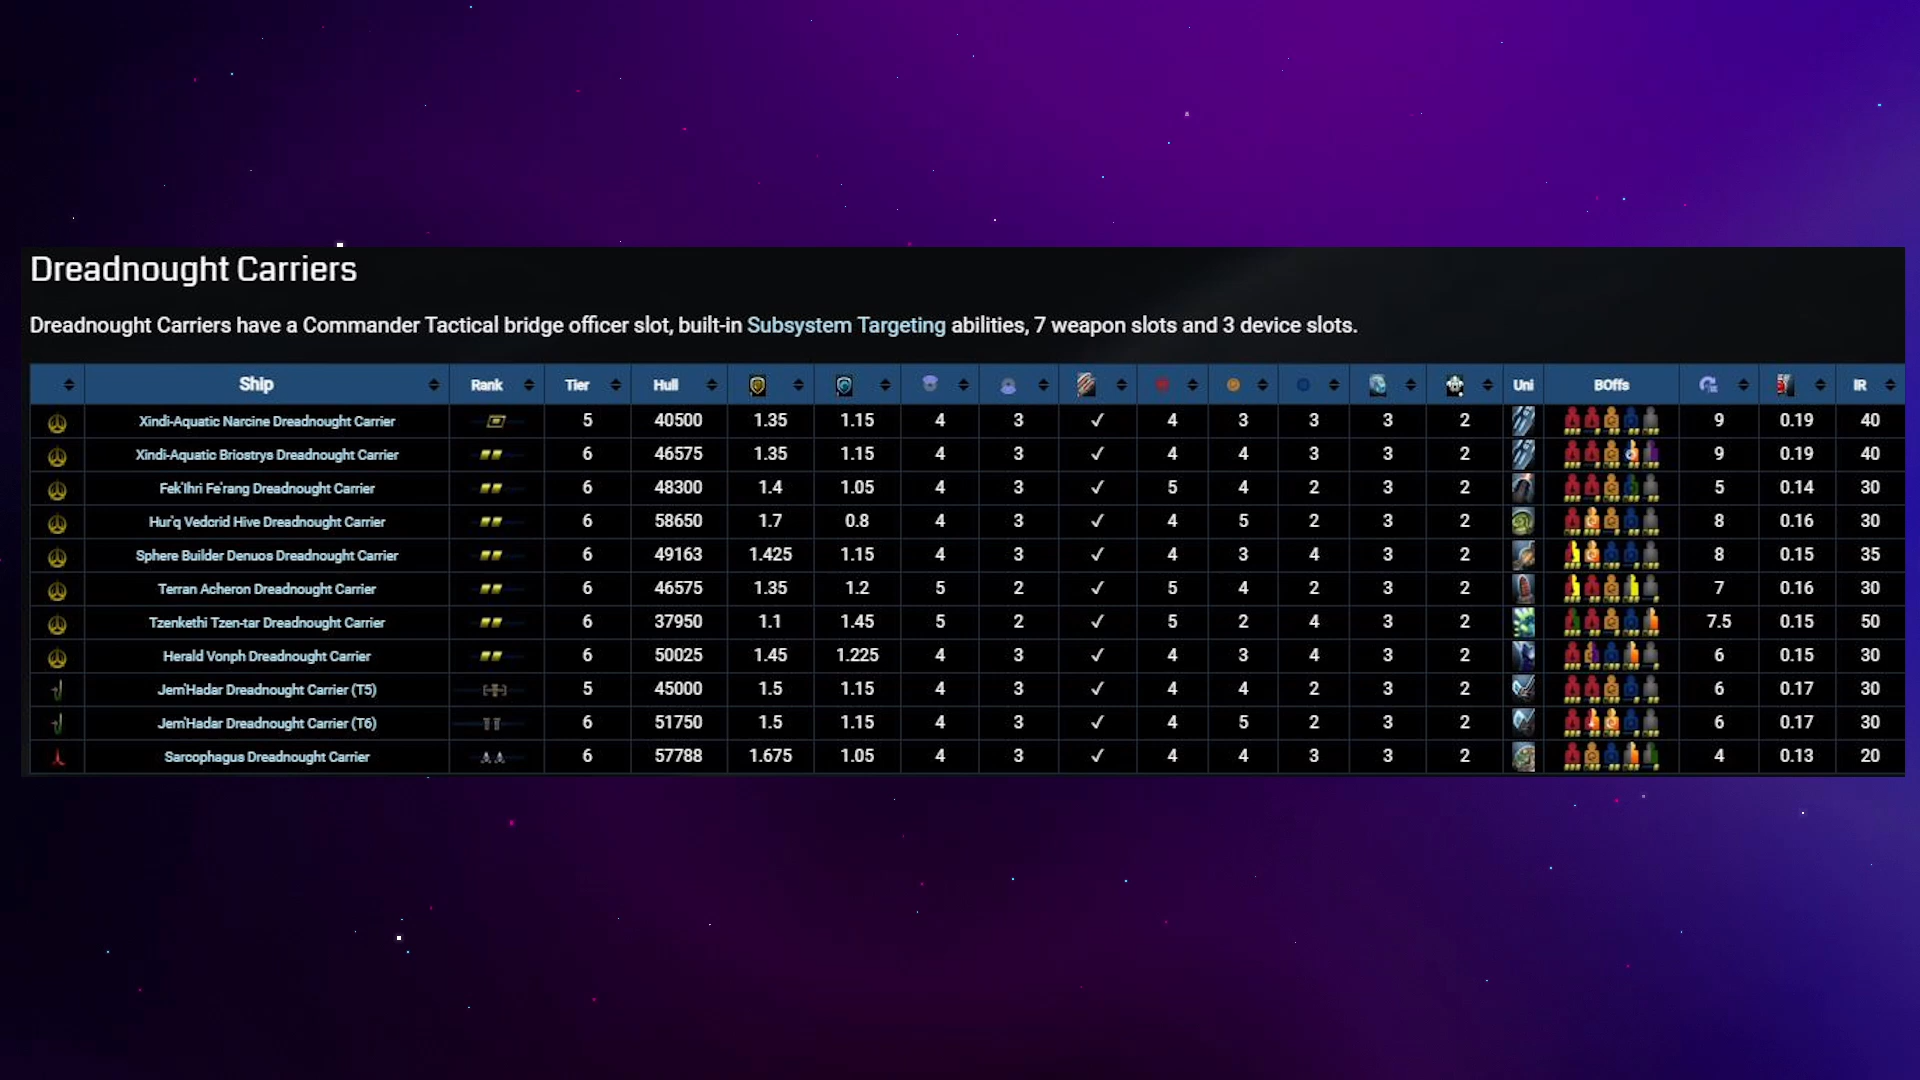 Dreadnought Carriers
Dreadnought Carriers have a Commander Tactical bridge officer slot, built-in Subsystem Targeting abilities, 7 weapon slots and 3 device slots.
Ship Rank Tier Hull Uni BOffs IR
Xindi-Aquatic Narcine Dreadnought Carrier 5 40500 1.35 1.15 4 3 ✓ 4 3 3 3 2 9 0.19 40
Xindi-Aquatic Briostrys Dreadnought Carrier 6 46575 1.35 1.15 4 3 ✓ 4 4 3 3 2 9 0.19 40
Fek'Ihri Fe'rang Dreadnought Carrier 6 48300 1.4 1.05 4 3 ✓ 5 4 2 3 2 5 0.14 30
Hur'q Vedcrid Hive Dreadnought Carrier 6 58650 1.7 0.8 4 3 ✓ 4 5 2 3 2 8 0.16 30
Sphere Builder Denuos Dreadnought Carrier 6 49163 1.425 1.15 4 3 ✓ 4 3 4 3 2 8 0.15 35
Terran Acheron Dreadnought Carrier 6 46575 1.35 1.2 5 2 ✓ 5 4 2 3 2 7 0.16 30
Tzenkethi Tzen-tar Dreadnought Carrier 6 37950 1.1 1.45 5 2 ✓ 5 2 4 3 2 7.5 0.15 50
Herald Vonph Dreadnought Carrier 6 50025 1.45 1.225 4 3 ✓ 4 3 4 3 2 6 0.15 30
Jem'Hadar Dreadnought Carrier (T5) 5 45000 1.5 1.15 4 3 ✓ 4 4 2 3 2 6 0.17 30
Jem'Hadar Dreadnought Carrier (T6) 6 51750 1.5 1.15 4 3 ✓ 4 5 2 3 2 6 0.17 30
Sarcophagus Dreadnought Carrier 6 57788 1.675 1.05 4 3 ✓ 4 4 3 3 2 4 0.13 20